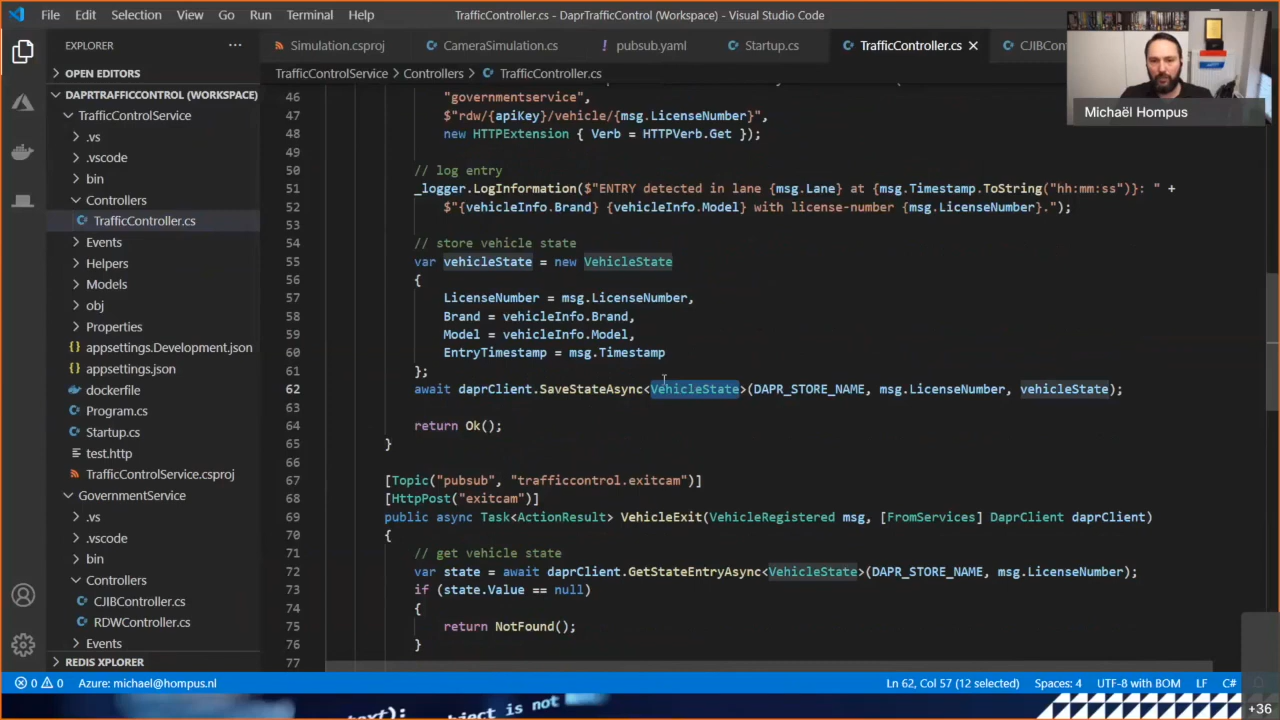 File Edit Selection View Go Run Terminal Help
TrafficController.cs - DaprTrafficControl (Workspace) - Visual Studio Code
EXPLORER ···
OPEN EDITORS
DAPRTRAFFICCONTROL (WORKSPACE)
TrafficControlService
.vs
.vscode
bin
Controllers
TrafficController.cs
Events
Helpers
Models
obj
Properties
appsettings.Development.json
appsettings.json
dockerfile
Program.cs
Startup.cs
test.http
TrafficControlService.csproj
GovernmentService
.vs
.vscode
bin
Controllers
CJIBController.cs
RDWController.cs
Events
REDIS XPLORER
Simulation.csproj CameraSimulation.cs ! pubsub.yaml Startup.cs TrafficController.cs × CJIBCont
TrafficControlService > Controllers > TrafficController.cs
Michaël Hompus
46 "governmentservice",
47 $"rdw/{apiKey}/vehicle/{msg.LicenseNumber}",
48 new HTTPExtension { Verb = HTTPVerb.Get });
49
50 // log entry
51 _logger.LogInformation($"ENTRY detected in lane {msg.Lane} at {msg.Timestamp.ToString("hh:mm:ss")}: " +
52 $"{vehicleInfo.Brand} {vehicleInfo.Model} with license-number {msg.LicenseNumber}.");
53
54 // store vehicle state
55 var vehicleState = new VehicleState
56 {
57 LicenseNumber = msg.LicenseNumber,
58 Brand = vehicleInfo.Brand,
59 Model = vehicleInfo.Model,
60 EntryTimestamp = msg.Timestamp
61 };
62 await daprClient.SaveStateAsync<VehicleState>(DAPR_STORE_NAME, msg.LicenseNumber, vehicleState);
63
64 return Ok();
65 }
66
67 [Topic("pubsub", "trafficcontrol.exitcam")]
68 [HttpPost("exitcam")]
69 public async Task<ActionResult> VehicleExit(VehicleRegistered msg, [FromServices] DaprClient daprClient)
70 {
71 // get vehicle state
72 var state = await daprClient.GetStateEntryAsync<VehicleState>(DAPR_STORE_NAME, msg.LicenseNumber);
73 if (state.Value == null)
74 {
75 return NotFound();
76 }
77
0 0 Azure: michael@hompus.nl Ln 62, Col 57 (12 selected) Spaces: 4 UTF-8 with BOM LF C#
text): bject is not
+36